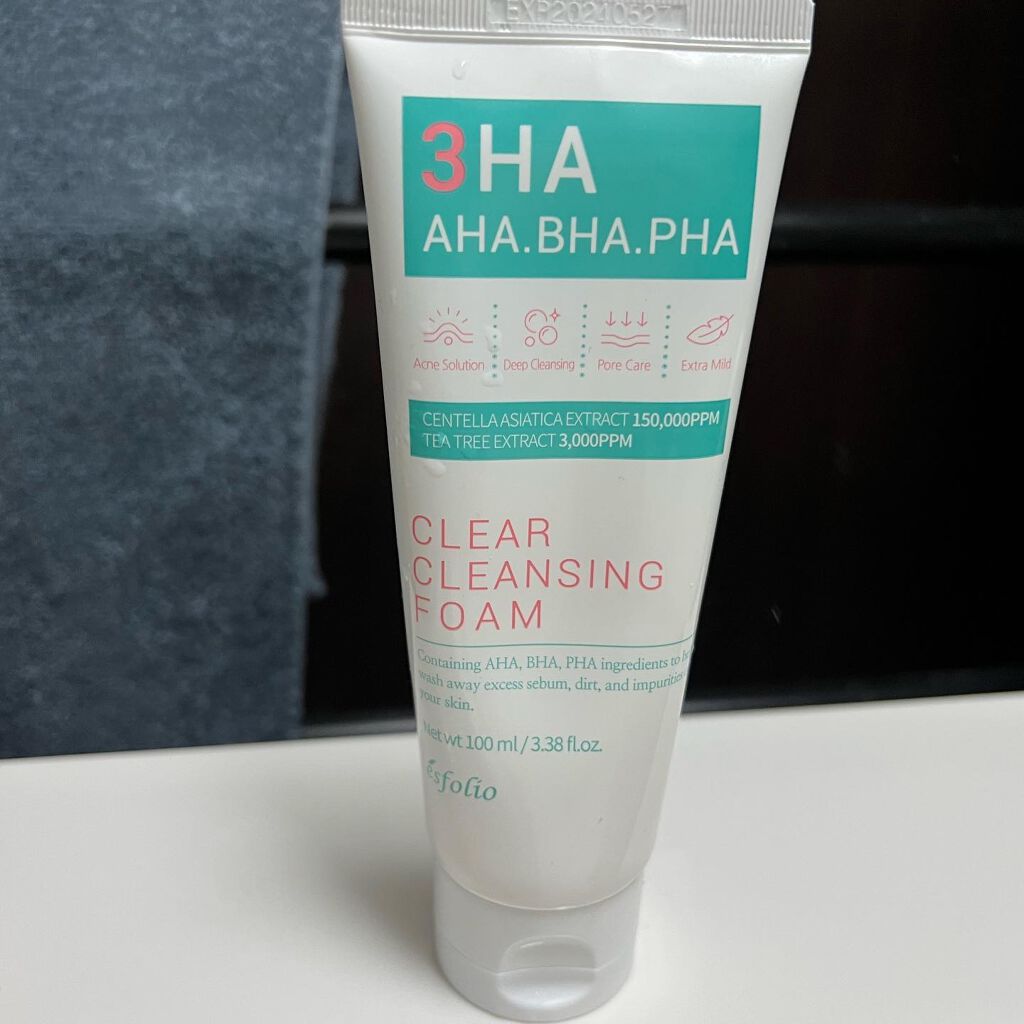 EXP20240527
3HA
AHA.BHA.PHA
Acne Solution
Deep Cleansing
Pore Care
Extra Mild
CENTELLA ASIATICA EXTRACT 150,000PPM
TEA TREE EXTRACT 3,000PPM
CLEAR
CLEANSING
FOAM
Containing AHA, BHA, PHA ingredients to
wash away excess sebum, dirt, and impurities
your skin.
Net wt 100 ml / 3.38 fl.oz.
esfolio